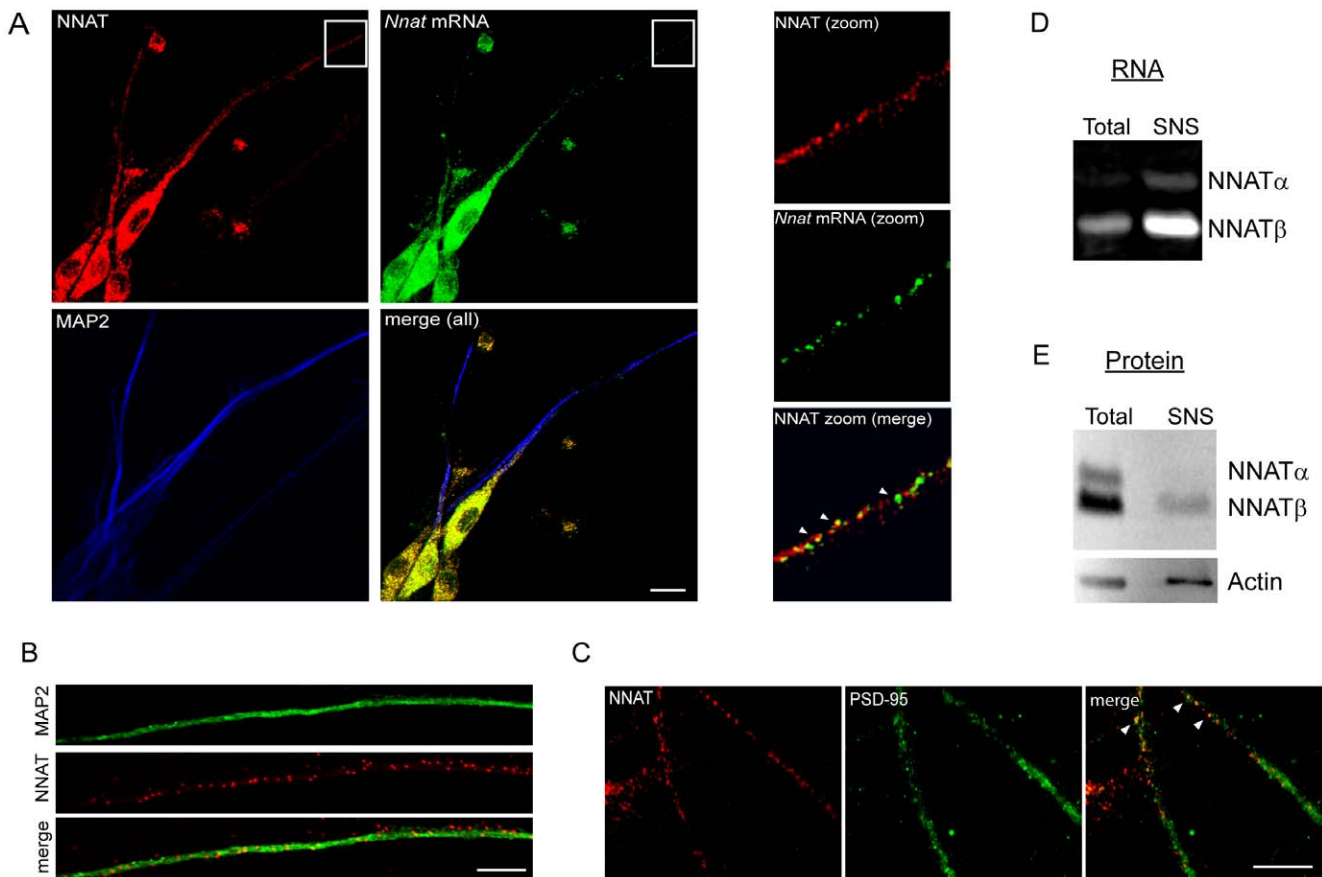 A
NNAT
Nnat mRNA
MAP2
merge (all)
NNAT (zoom)
Nnat mRNA (zoom)
NNAT zoom (merge)
D
RNA
Total SNS
NNATα
NNATβ
E
Protein
Total SNS
NNATα
NNATβ
Actin
B
MAP2
NNAT
merge
C
NNAT
PSD-95
merge